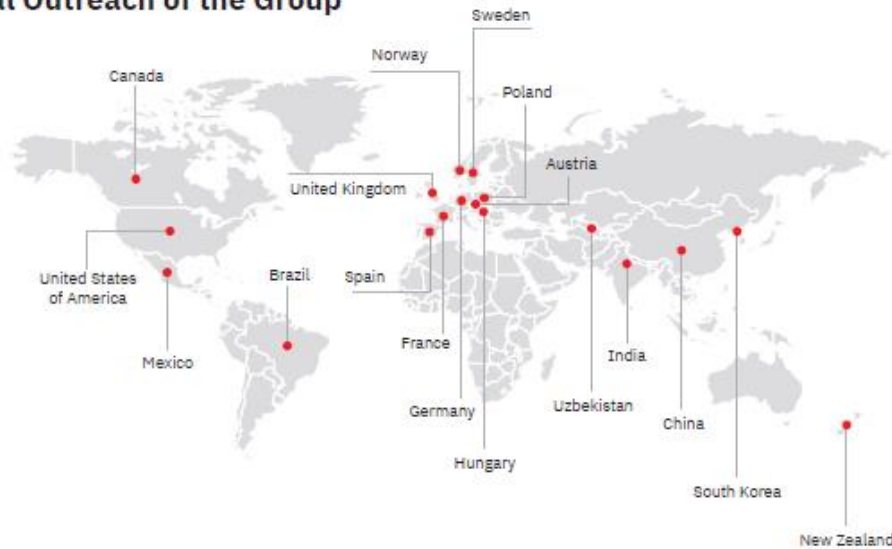 al Outreach of the Group
Sweden
Norway
Canada
Poland
Austria
United Kingdom
United States
of America
Brazil
Spain
France
Mexico
India
Germany
Uzbekistan
China
Hungary
South Korea
New Zealand